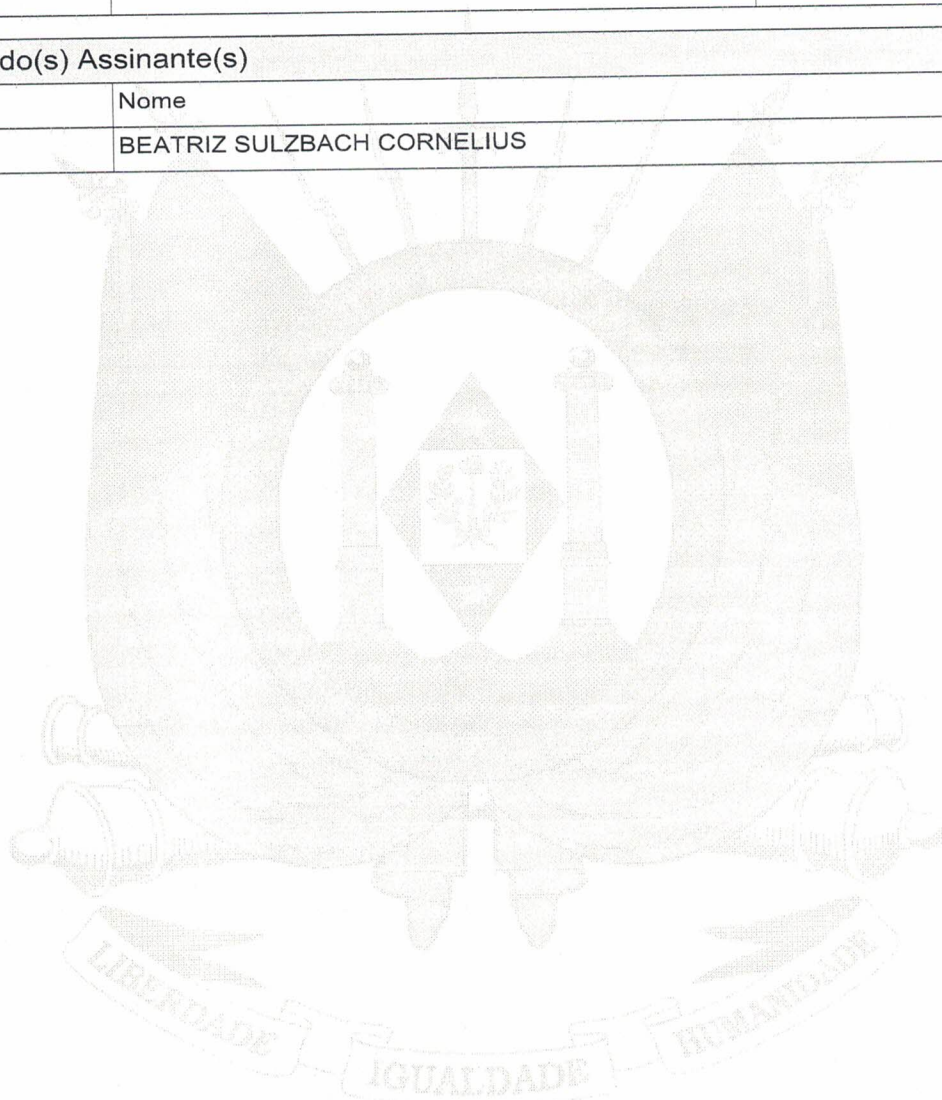 do(s) Assinante(s)
Nome
BEATRIZ SULZBACH CORNELIUS
LIBERDADE
IGUALDADE
HUMANIDADE